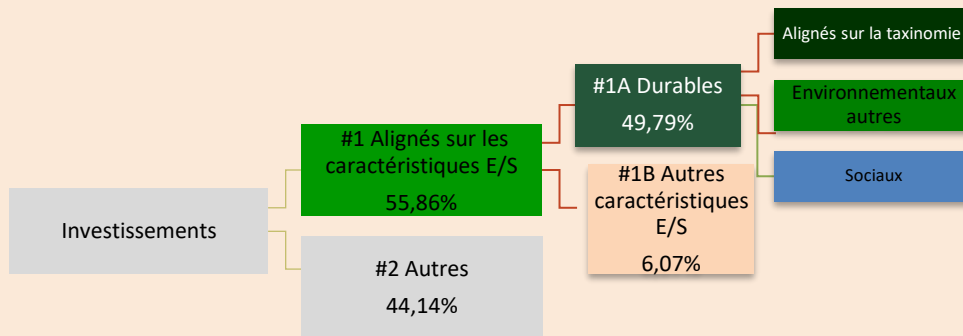 Investissements
#1 Alignés sur les
caractéristiques E/S
55,86%
#2 Autres
44,14%
#1A Durables
49,79%
#1B Autres
caractéristiques
E/S
6,07%
Alignés sur la taxinomie
Environnementaux
autres
Sociaux